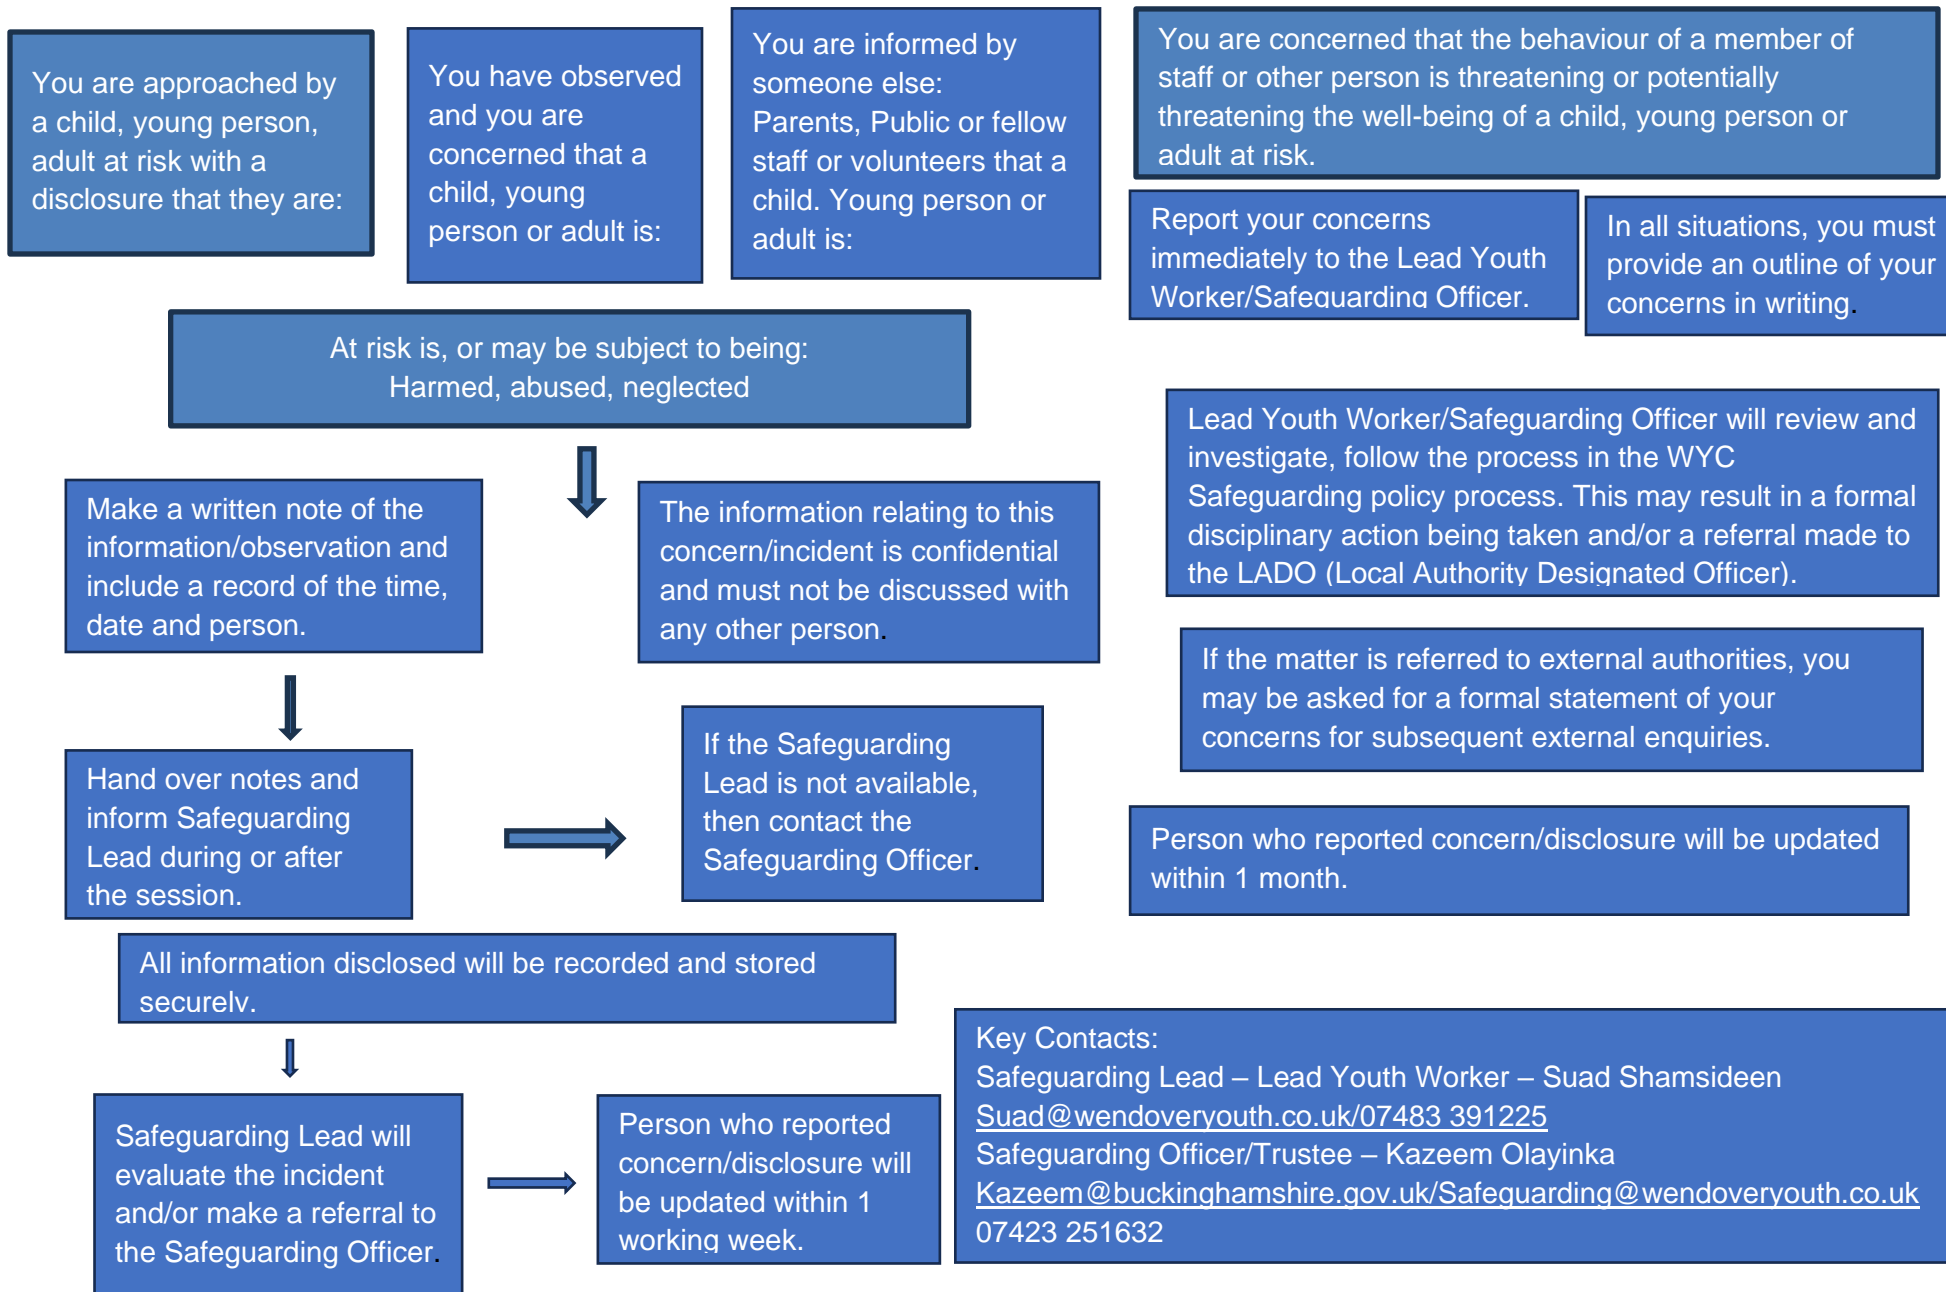 You are approached by
a child, young person,
adult at risk with a
disclosure that they are:
You have observed
and you are
concerned that a
child, young
person or adult is:
You are informed by
someone else:
Parents, Public or fellow
staff or volunteers that a
child. Young person or
adult is:
You are concerned that the behaviour of a member of
staff or other person is threatening or potentially
threatening the well-being of a child, young person or
adult at risk.
Report your concerns
immediately to the Lead Youth
Worker/Safeguarding Officer.
In all situations, you must
provide an outline of your
concerns in writing.
At risk is, or may be subject to being:
Harmed, abused, neglected
Make a written note of the
information/observation and
include a record of the time,
date and person.
The information relating to this
concern/incident is confidential
and must not be discussed with
any other person.
Lead Youth Worker/Safeguarding Officer will review and
investigate, follow the process in the WYC
Safeguarding policy process. This may result in a formal
disciplinary action being taken and/or a referral made to
the LADO (Local Authority Designated Officer).
If the matter is referred to external authorities, you
may be asked for a formal statement of your
concerns for subsequent external enquiries.
Hand over notes and
inform Safeguarding
Lead during or after
the session.
If the Safeguarding
Lead is not available,
then contact the
Safeguarding Officer.
Person who reported concern/disclosure will be updated
within 1 month.
All information disclosed will be recorded and stored
securely.
Safeguarding Lead will
evaluate the incident
and/or make a referral to
the Safeguarding Officer.
Person who reported
concern/disclosure will
be updated within 1
working week.
Key Contacts:
Safeguarding Lead – Lead Youth Worker – Suad Shamsideen
Suad@wendoveryouth.co.uk/07483 391225
Safeguarding Officer/Trustee – Kazeem Olayinka
Kazeem@buckinghamshire.gov.uk/Safeguarding@wendoveryouth.co.uk
07423 251632